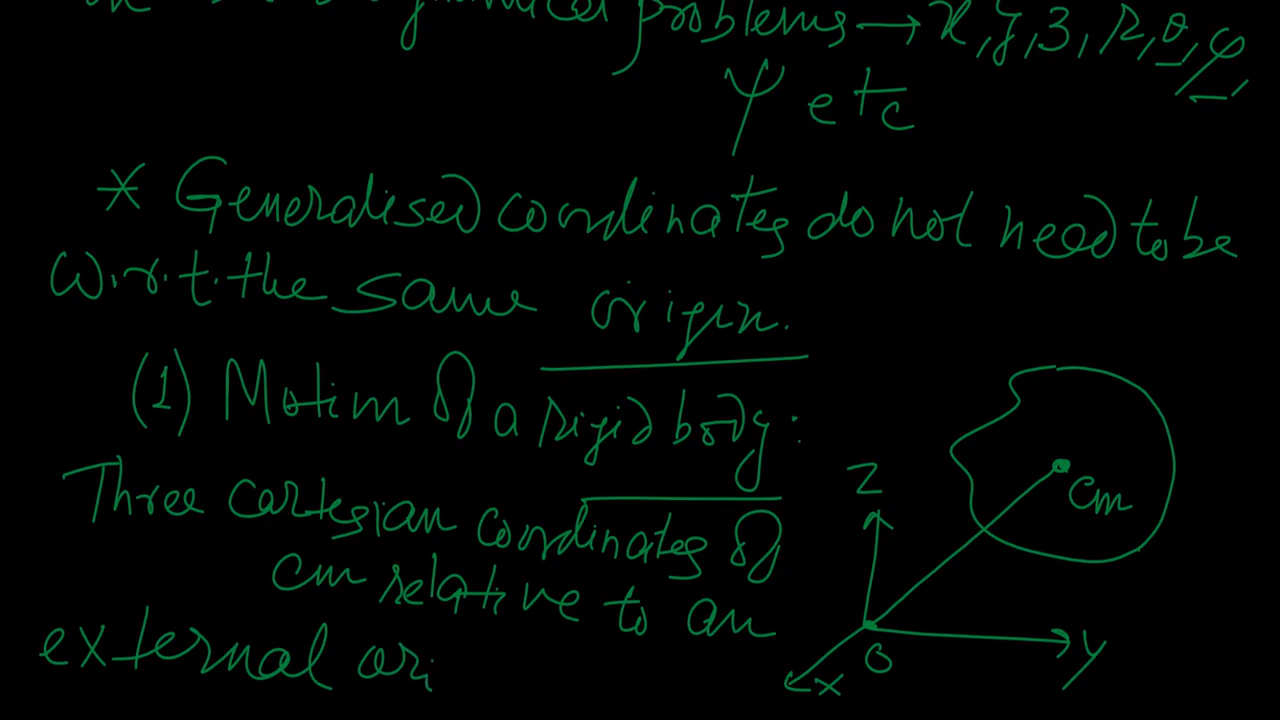 problems → x, y, z, r, θ, φ
ψ etc
* Generalised coordinates do not need to be
w.r.t. the same origin.
(1) Motion of a rigid body:
Three cartesian coordinates of
cm relative to an
external ori
Z
cm
O
Y
X